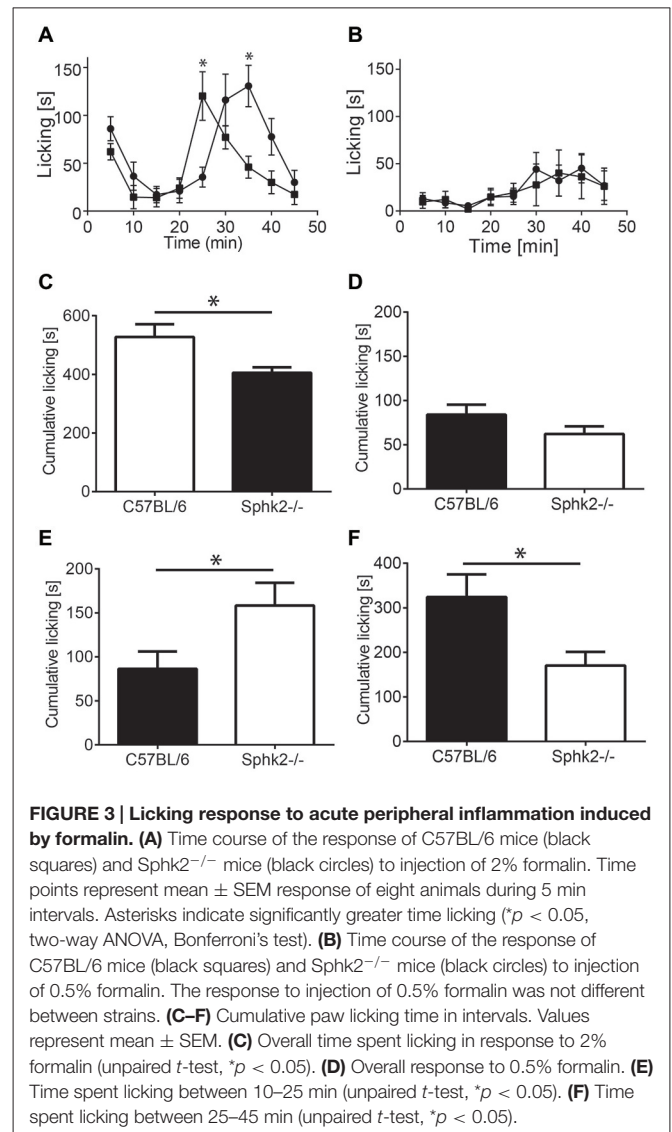 A
B
*
*
150
100
50
0
Licking [s]
0 10 20 30 40 50
Time (min)
150
100
50
0
Licking [s]
0 10 20 30 40 50
Time [min]
C
D
*
600
400
200
0
Cumulative licking [s]
C57BL/6 Sphk2-/-
200
150
100
50
0
Cumulative licking [s]
C57BL/6 Sphk2-/-
E
F
*
200
150
100
50
0
Cumulative licking [s]
C57BL/6 Sphk2-/-
*
400
300
200
100
0
Cumulative licking [s]
C57BL/6 Sphk2-/-
FIGURE 3 | Licking response to acute peripheral inflammation induced
by formalin. (A) Time course of the response of C57BL/6 mice (black
squares) and Sphk2−/− mice (black circles) to injection of 2% formalin. Time
points represent mean ± SEM response of eight animals during 5 min
intervals. Asterisks indicate significantly greater time licking (*p < 0.05,
two-way ANOVA, Bonferroni's test). (B) Time course of the response of
C57BL/6 mice (black squares) and Sphk2−/− mice (black circles) to injection
of 0.5% formalin. The response to injection of 0.5% formalin was not different
between strains. (C–F) Cumulative paw licking time in intervals. Values
represent mean ± SEM. (C) Overall time spent licking in response to 2%
formalin (unpaired t-test, *p < 0.05). (D) Overall response to 0.5% formalin. (E)
Time spent licking between 10–25 min (unpaired t-test, *p < 0.05). (F) Time
spent licking between 25–45 min (unpaired t-test, *p < 0.05).